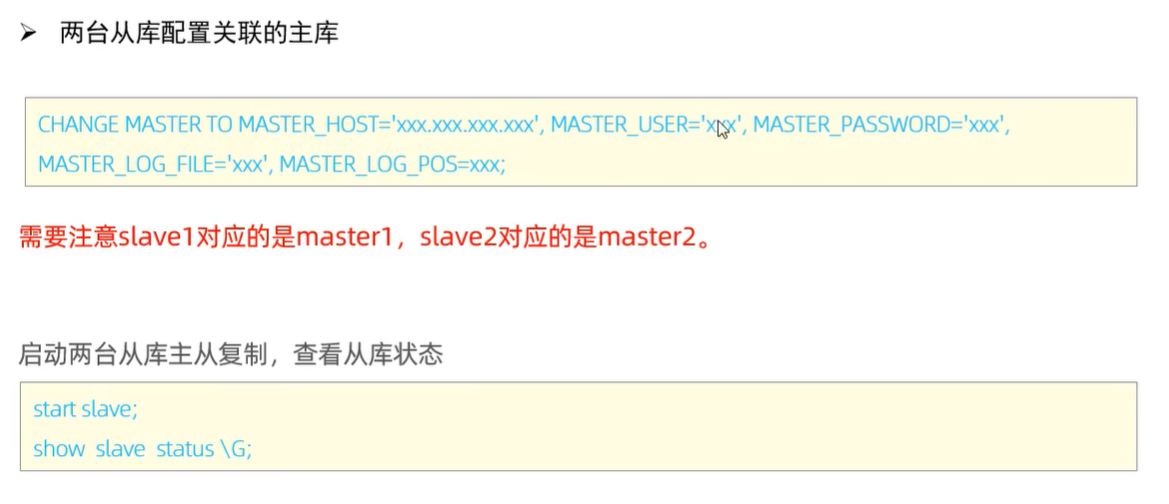 ➢ 两台从库配置关联的主库
CHANGE MASTER TO MASTER_HOST='xxx.xxx.xxx.xxx', MASTER_USER='xxx', MASTER_PASSWORD='xxx',
MASTER_LOG_FILE='xxx', MASTER_LOG_POS=xxx;
需要注意slave1对应的是master1，slave2对应的是master2。
启动两台从库主从复制，查看从库状态
start slave;
show slave status \G;